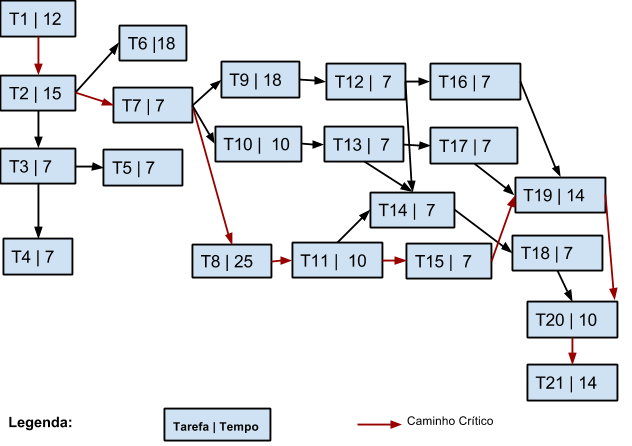 T1 | 12
T6 |18
T2 | 15
T7 | 7
T9 | 18
T12 | 7
T16 | 7
T10 | 10
T13 | 7
T17 | 7
T3 | 7
T5 | 7
T19 | 14
T14 | 7
T4 | 7
T8 | 25
T11 | 10
T15 | 7
T18 | 7
T20 | 10
T21 | 14
Legenda:
Tarefa | Tempo
Caminho Crítico